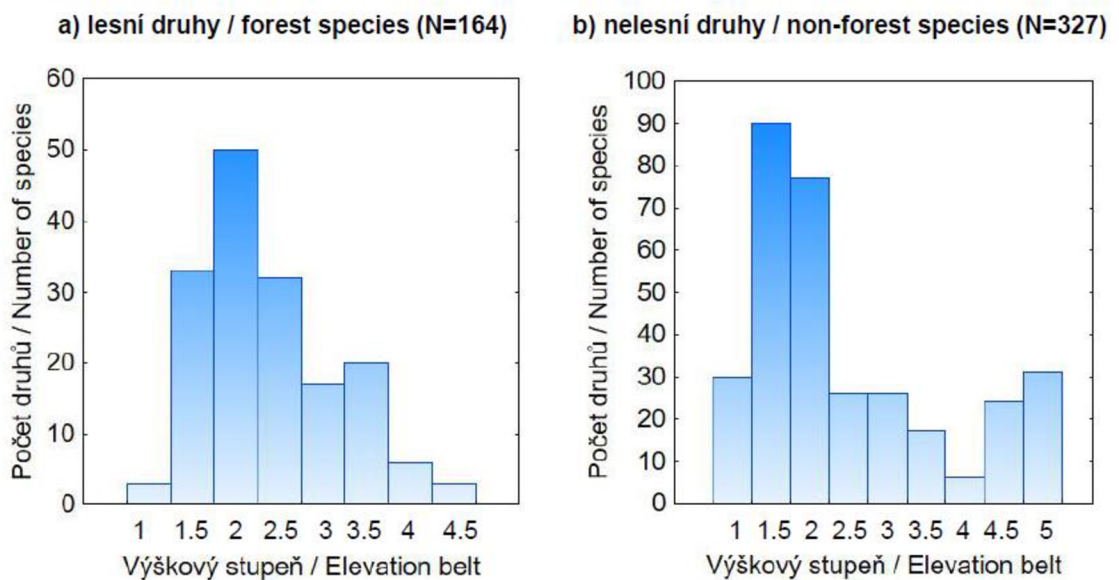 a) lesní druhy / forest species (N=164)
b) nelesní druhy / non-forest species (N=327)
Počet druhů / Number of species
60
50
40
30
20
10
0
1 1.5 2 2.5 3 3.5 4 4.5
Výškový stupeň / Elevation belt
Počet druhů / Number of species
100
90
80
70
60
50
40
30
20
10
0
1 1.5 2 2.5 3 3.5 4 4.5 5
Výškový stupeň / Elevation belt